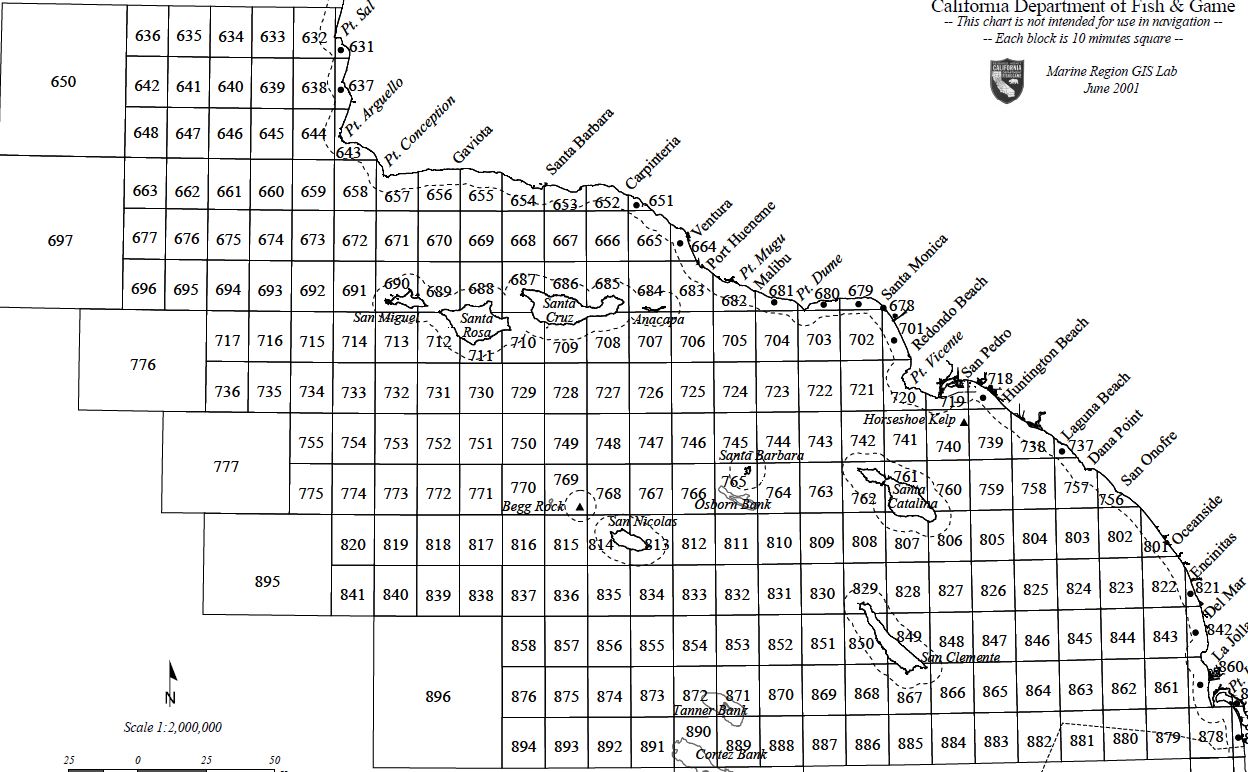 California Department of Fish & Game
-- This chart is not intended for use in navigation --
-- Each block is 10 minutes square --
CALIFORNIA
Marine Region GIS Lab
June 2001
Pt. Sal
636 635 634 633 632 631
650
642 641 640 639 638 637
Pt. Arguello
648 647 646 645 644 643
Pt. Conception
Gaviota
Santa Barbara
Carpinteria
663 662 661 660 659 658 657 656 655 654 653 652 651
697
Ventura
677 676 675 674 673 672 671 670 669 668 667 666 665 664
Port Hueneme
Pt. Mugu
Malibu
Pt. Dume
Santa Monica
696 695 694 693 692 691 690 689 688 687 686 685 684 683 682 681 680 679 678
San Miguel
Santa Rosa
Santa Cruz
Anacapa
Redondo Beach
717 716 715 714 713 712 711 710 709 708 707 706 705 704 703 702 701
776
Pt. Vicente
San Pedro
Huntington Beach
736 735 734 733 732 731 730 729 728 727 726 725 724 723 722 721 720 719 718
Horseshoe Kelp
Laguna Beach
Dana Point
San Onofre
755 754 753 752 751 750 749 748 747 746 745 744 743 742 741 740 739 738 737
777
Santa Barbara
775 774 773 772 771 770 769 768 767 766 765 764 763 762 761 760 759 758 757 756
Begg Rock
Osborn Bank
Santa Catalina
San Nicolas
Oceanside
820 819 818 817 816 815 814 813 812 811 810 809 808 807 806 805 804 803 802 801
895
Encinitas
841 840 839 838 837 836 835 834 833 832 831 830 829 828 827 826 825 824 823 822 821
Del Mar
858 857 856 855 854 853 852 851 850 849 848 847 846 845 844 843 842
San Clemente
La Jolla
896
876 875 874 873 872 871 870 869 868 867 866 865 864 863 862 861 860
Tanner Bank
Pt.
N
Scale 1:2,000,000
894 893 892 891 890 889 888 887 886 885 884 883 882 881 880 879 878
Cortez Bank
25 0 25 50